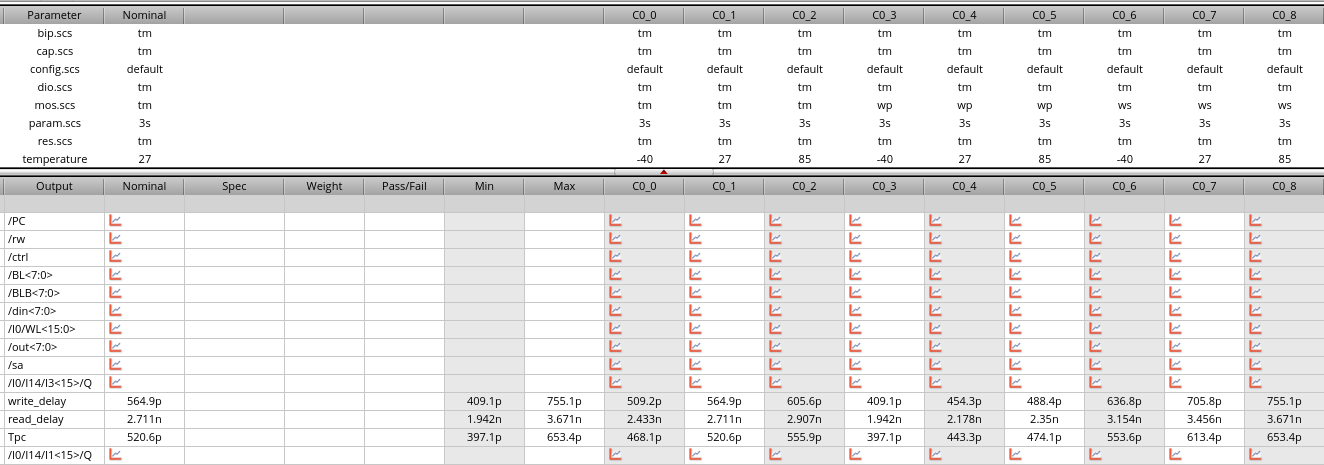 Parameter Nominal C0_0 C0_1 C0_2 C0_3 C0_4 C0_5 C0_6 C0_7 C0_8
bip.scs tm tm tm tm tm tm tm tm tm tm
cap.scs tm tm tm tm tm tm tm tm tm tm
config.scs default default default default default default default default default default
dio.scs tm tm tm tm tm tm tm tm tm tm
mos.scs tm tm tm tm wp wp wp ws ws ws
param.scs 3s 3s 3s 3s 3s 3s 3s 3s 3s 3s
res.scs tm tm tm tm tm tm tm tm tm tm
temperature 27 -40 27 85 -40 27 85 -40 27 85
Output Nominal Spec Weight Pass/Fail Min Max C0_0 C0_1 C0_2 C0_3 C0_4 C0_5 C0_6 C0_7 C0_8
/PC
/rw
/ctrl
/BL<7:0>
/BLB<7:0>
/din<7:0>
/I0/WL<15:0>
/out<7:0>
/sa
/I0/I14/I3<15>/Q
write_delay 564.9p 409.1p 755.1p 509.2p 564.9p 605.6p 409.1p 454.3p 488.4p 636.8p 705.8p 755.1p
read_delay 2.711n 1.942n 3.671n 2.433n 2.711n 2.907n 1.942n 2.178n 2.35n 3.154n 3.456n 3.671n
Tpc 520.6p 397.1p 653.4p 468.1p 520.6p 555.9p 397.1p 443.3p 474.1p 553.6p 613.4p 653.4p
/I0/I14/I1<15>/Q